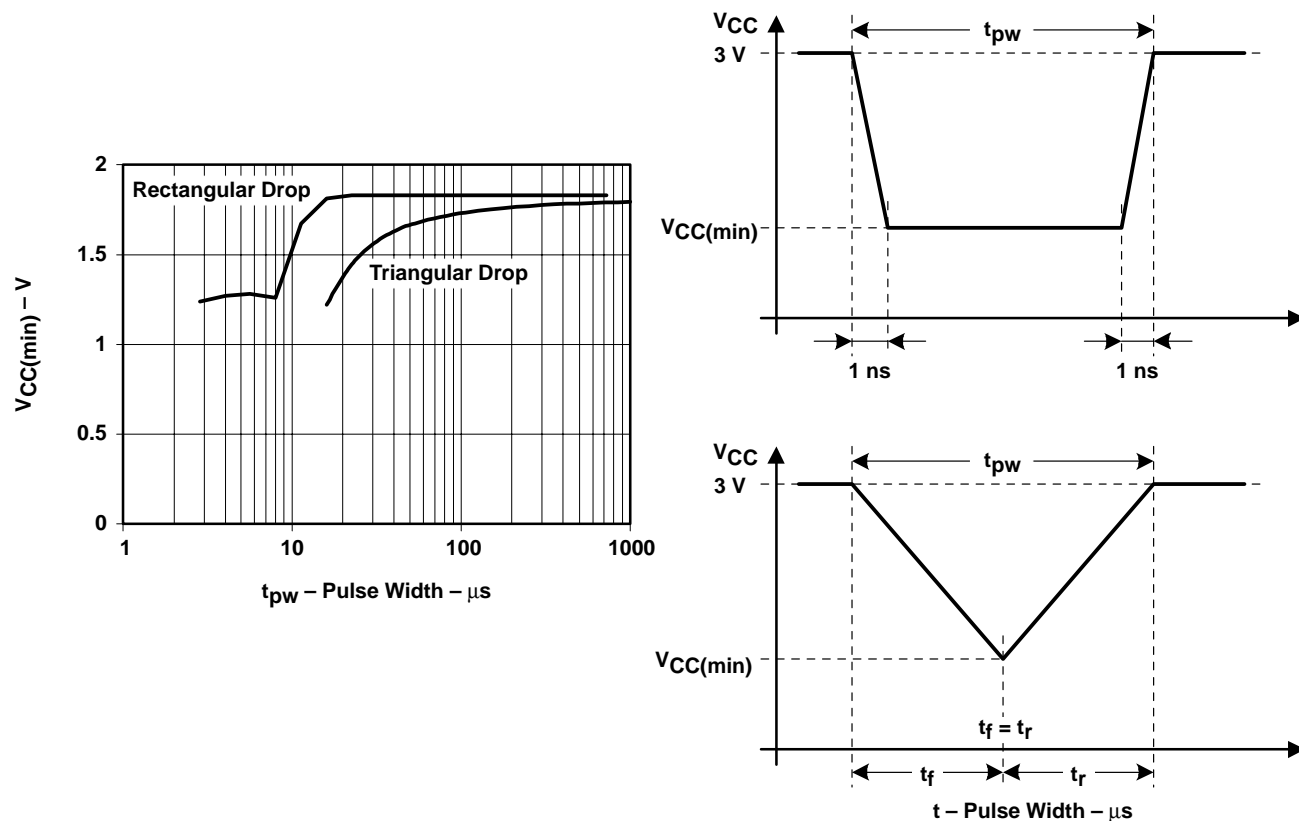 2
1.5
1
0.5
0
VCC(min) – V
Rectangular Drop
Triangular Drop
1
10
100
1000
tpw – Pulse Width – μs
VCC
3 V
tpw
VCC(min)
1 ns
1 ns
VCC
3 V
tpw
VCC(min)
tf = tr
tf
tr
t – Pulse Width – μs